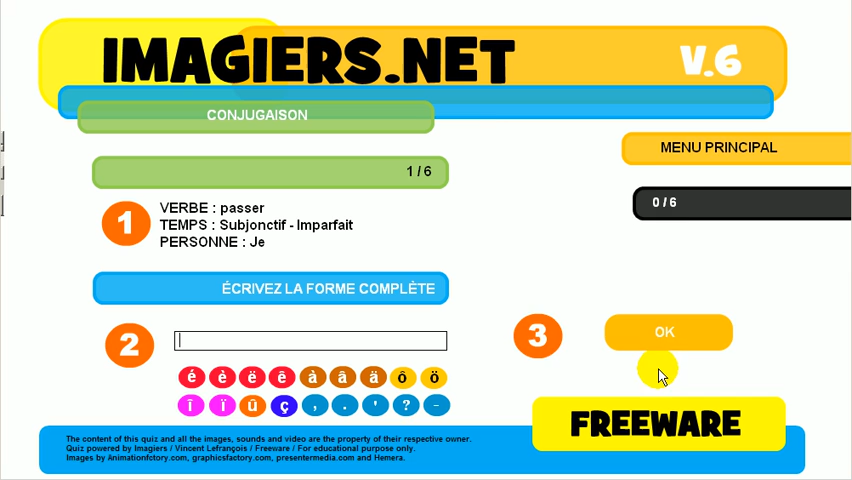 IMAGIERS.NET
V.6
CONJUGAISON
MENU PRINCIPAL
1 / 6
0 / 6
1
VERBE : passer
TEMPS : Subjonctif - Imparfait
PERSONNE : Je
ÉCRIVEZ LA FORME COMPLÈTE
2
3
OK
é è ë ê à â ä ô ö
î ï û ç , . ' ? -
FREEWARE
The content of this quiz and all the images, sounds and video are the property of their respective owner.
Quiz powered by Imagiers / Vincent Lefrançois / Freeware / For educational purpose only.
Images by Animationfctory.com, graphicsfactory.com, presentermedia.com and Hemera.